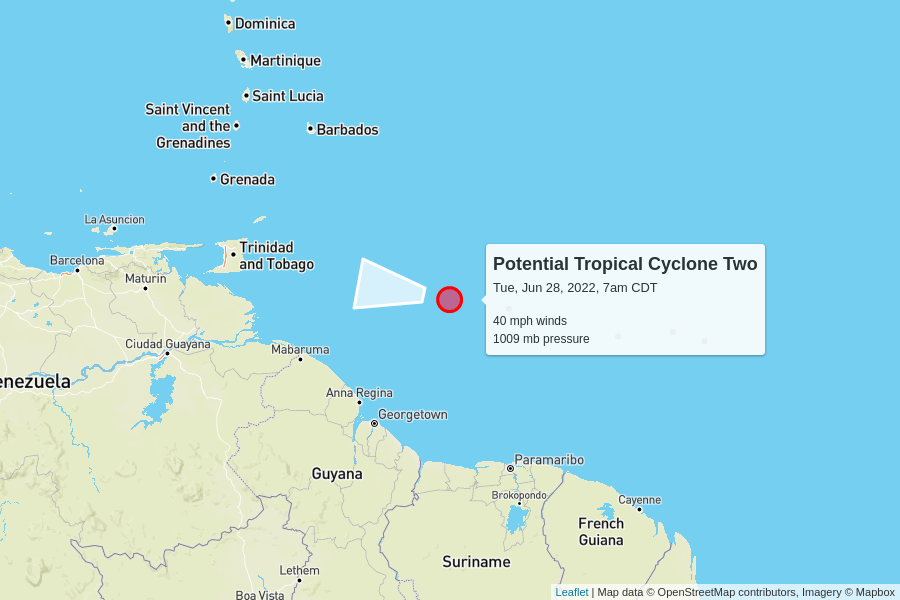 Dominica
Martinique
Saint Lucia
Saint Vincent
and the
Grenadines
Barbados
Grenada
La Asuncion
Trinidad
and Tobago
Barcelona
Maturin
Potential Tropical Cyclone Two
Tue, Jun 28, 2022, 7am CDT
40 mph winds
1009 mb pressure
Ciudad Guayana
Mabaruma
enezuela
Anna Regina
Georgetown
Guyana
Paramaribo
Brokopondo
Cayenne
French
Guiana
Suriname
Lethem
Boa Vista
Leaflet | Map data © OpenStreetMap contributors, Imagery © Mapbox